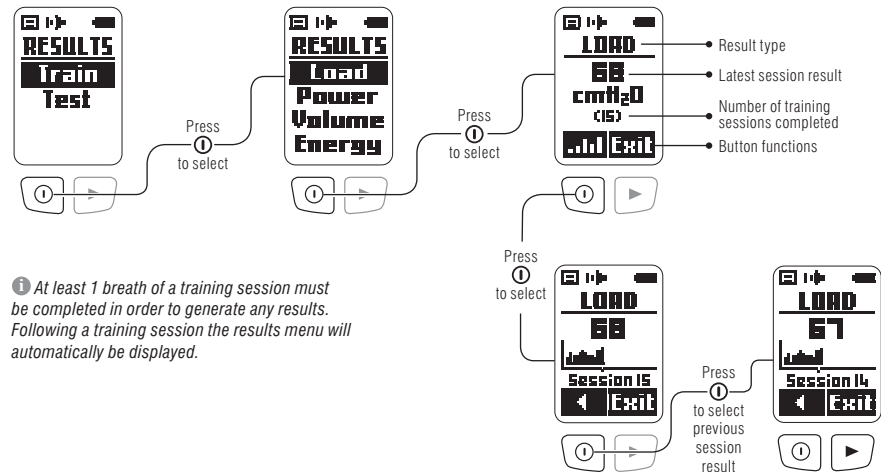 RESULTS
Train
Test
Press
to select
RESULTS
Load
Power
Volume
Energy
Press
to select
LOAD
68
cmH₂O
(15)
Exit
Result type
Latest session result
Number of training
sessions completed
Button functions
At least 1 breath of a training session must
be completed in order to generate any results.
Following a training session the results menu will
automatically be displayed.
Press
to select
LOAD
68
Session 15
Exit
Press
to select
previous
session
result
LOAD
67
Session 14
Exit